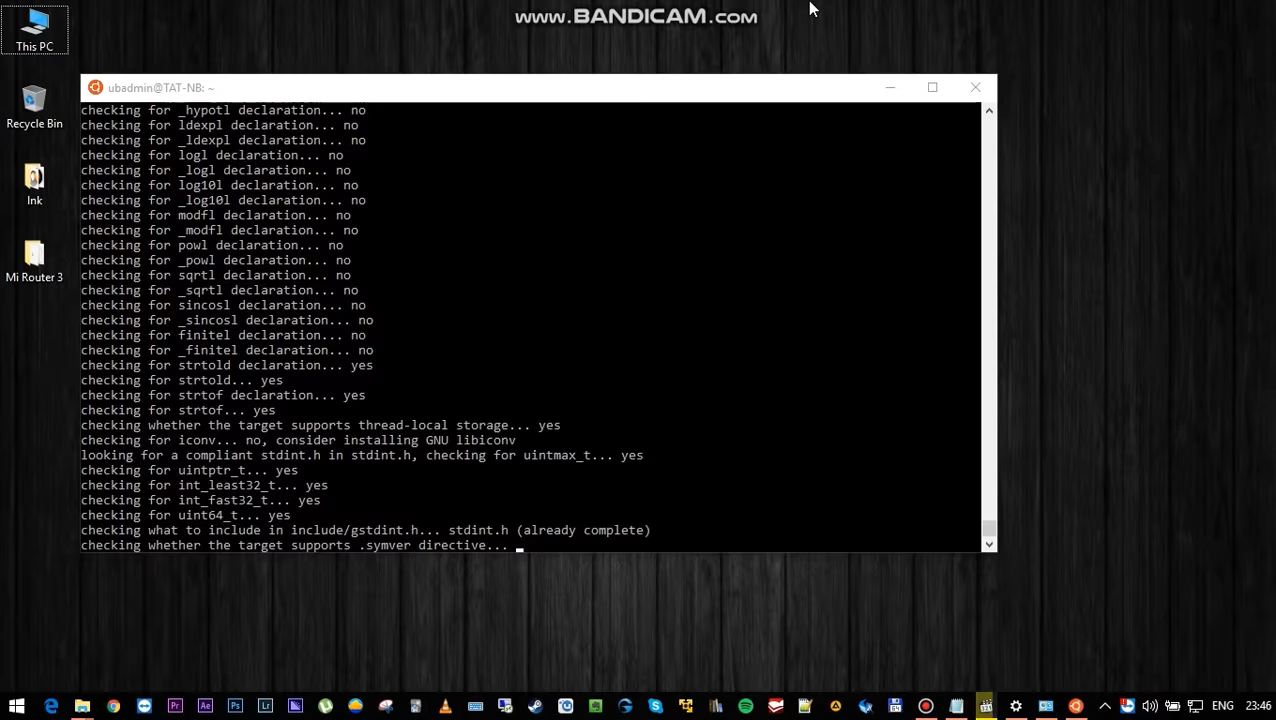 www.BANDICAM.com
This PC
Recycle Bin
Ink
Mi Router 3
ubadmin@TAT-NB: ~
checking for _hypotl declaration... no
checking for ldexpl declaration... no
checking for _ldexpl declaration... no
checking for logl declaration... no
checking for _logl declaration... no
checking for log10l declaration... no
checking for _log10l declaration... no
checking for modfl declaration... no
checking for _modfl declaration... no
checking for powl declaration... no
checking for _powl declaration... no
checking for sqrtl declaration... no
checking for _sqrtl declaration... no
checking for sincosl declaration... no
checking for _sincosl declaration... no
checking for finitel declaration... no
checking for _finitel declaration... no
checking for strtold declaration... yes
checking for strtold... yes
checking for strtof declaration... yes
checking for strtof... yes
checking whether the target supports thread-local storage... yes
checking for iconv... no, consider installing GNU libiconv
looking for a compliant stdint.h in stdint.h, checking for uintmax_t... yes
checking for uintptr_t... yes
checking for int_least32_t... yes
checking for int_fast32_t... yes
checking for uint64_t... yes
checking what to include in include/gstdint.h... stdint.h (already complete)
checking whether the target supports .symver directive...
Pr
Ae
Ps
Lr
ENG
23:46